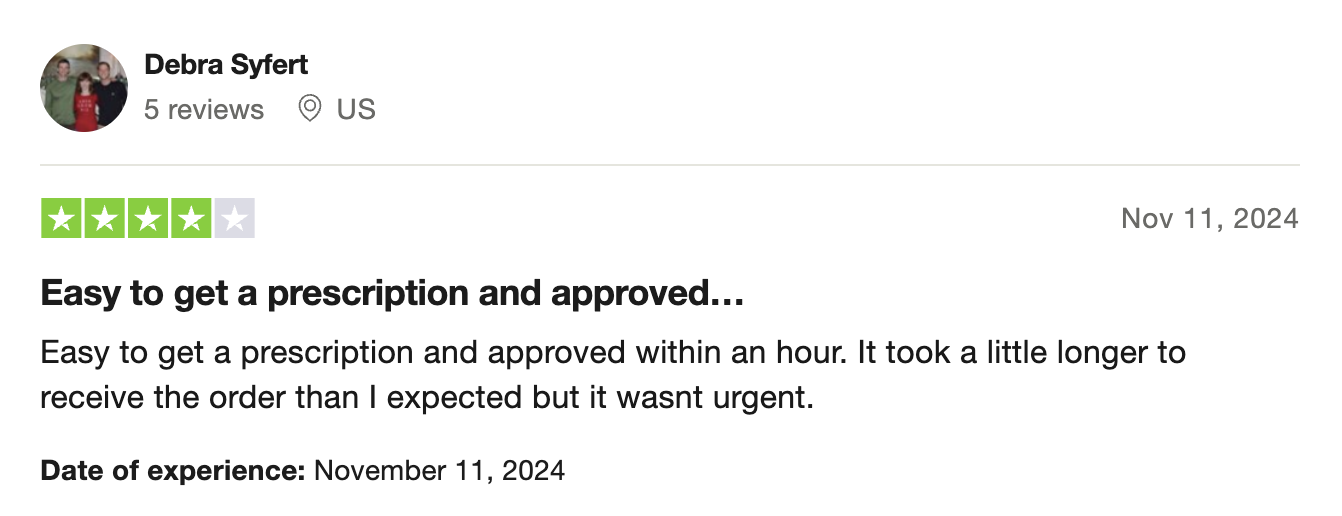 Debra Syfert
5 reviews US
Nov 11, 2024
Easy to get a prescription and approved...
Easy to get a prescription and approved within an hour. It took a little longer to
receive the order than I expected but it wasnt urgent.
Date of experience: November 11, 2024